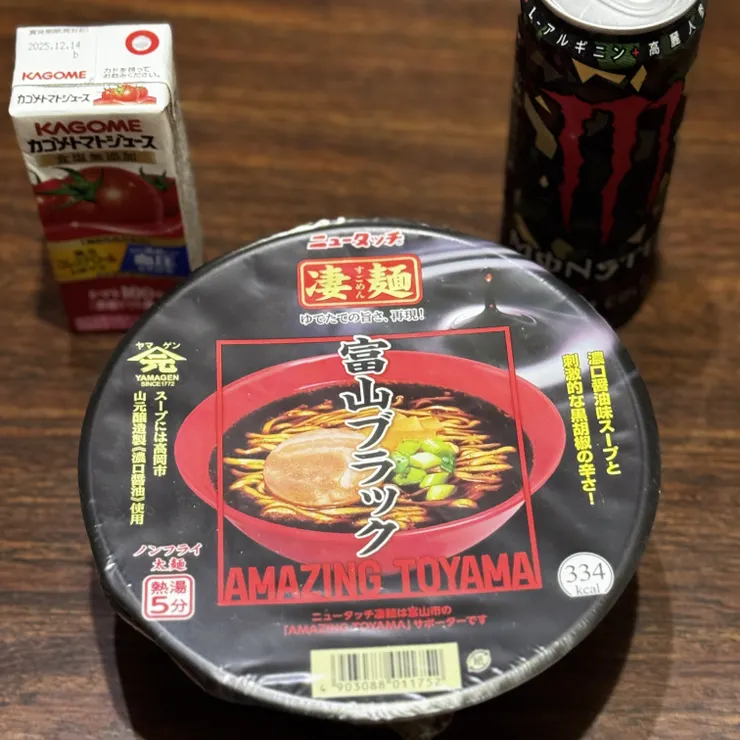 2025.12.14
b
KAGOME
カゴメトマトジュース
KAGOME
カゴメトマトジュース
食塩無添加
L-アルギニン+高麗人
ニュータッチ
凄麺
すごめん
ゆでたての旨さ、再現!
ヤマゲン
YAMAGEN
SINCE1772
スープには高岡市
山元醸造製《濃口醤油》使用
富山ブラック
濃口醤油味スープと
刺激的な黒胡椒の辛さ!
ノンフライ
太麺
熱湯
5分
AMAZING TOYAMA
334
kcal
ニュータッチ凄麺は富山市の
「AMAZING TOYAMA」サポーターです
4 903088 011752